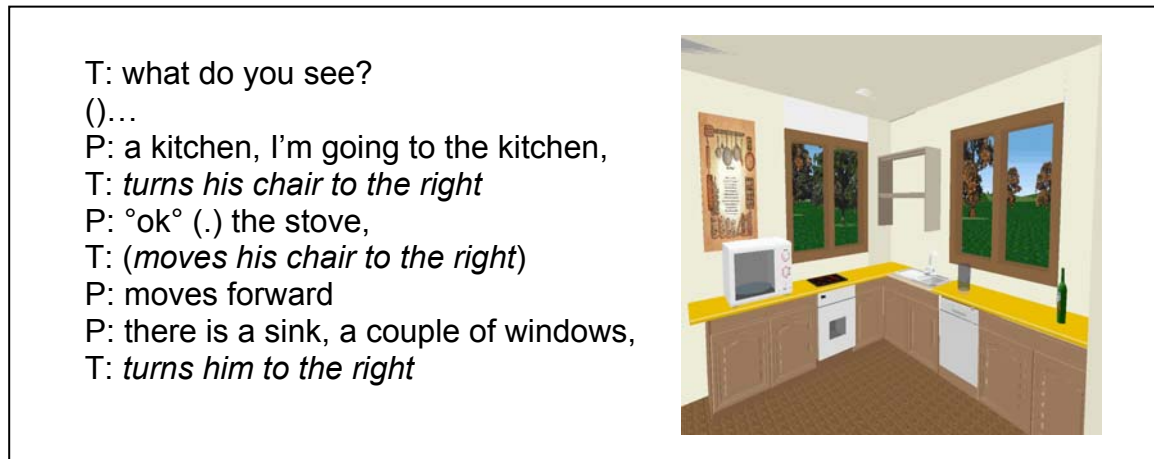 T: what do you see?
()…
P: a kitchen, I'm going to the kitchen,
T: turns his chair to the right
P: °ok° (.) the stove,
T: (moves his chair to the right)
P: moves forward
P: there is a sink, a couple of windows,
T: turns him to the right